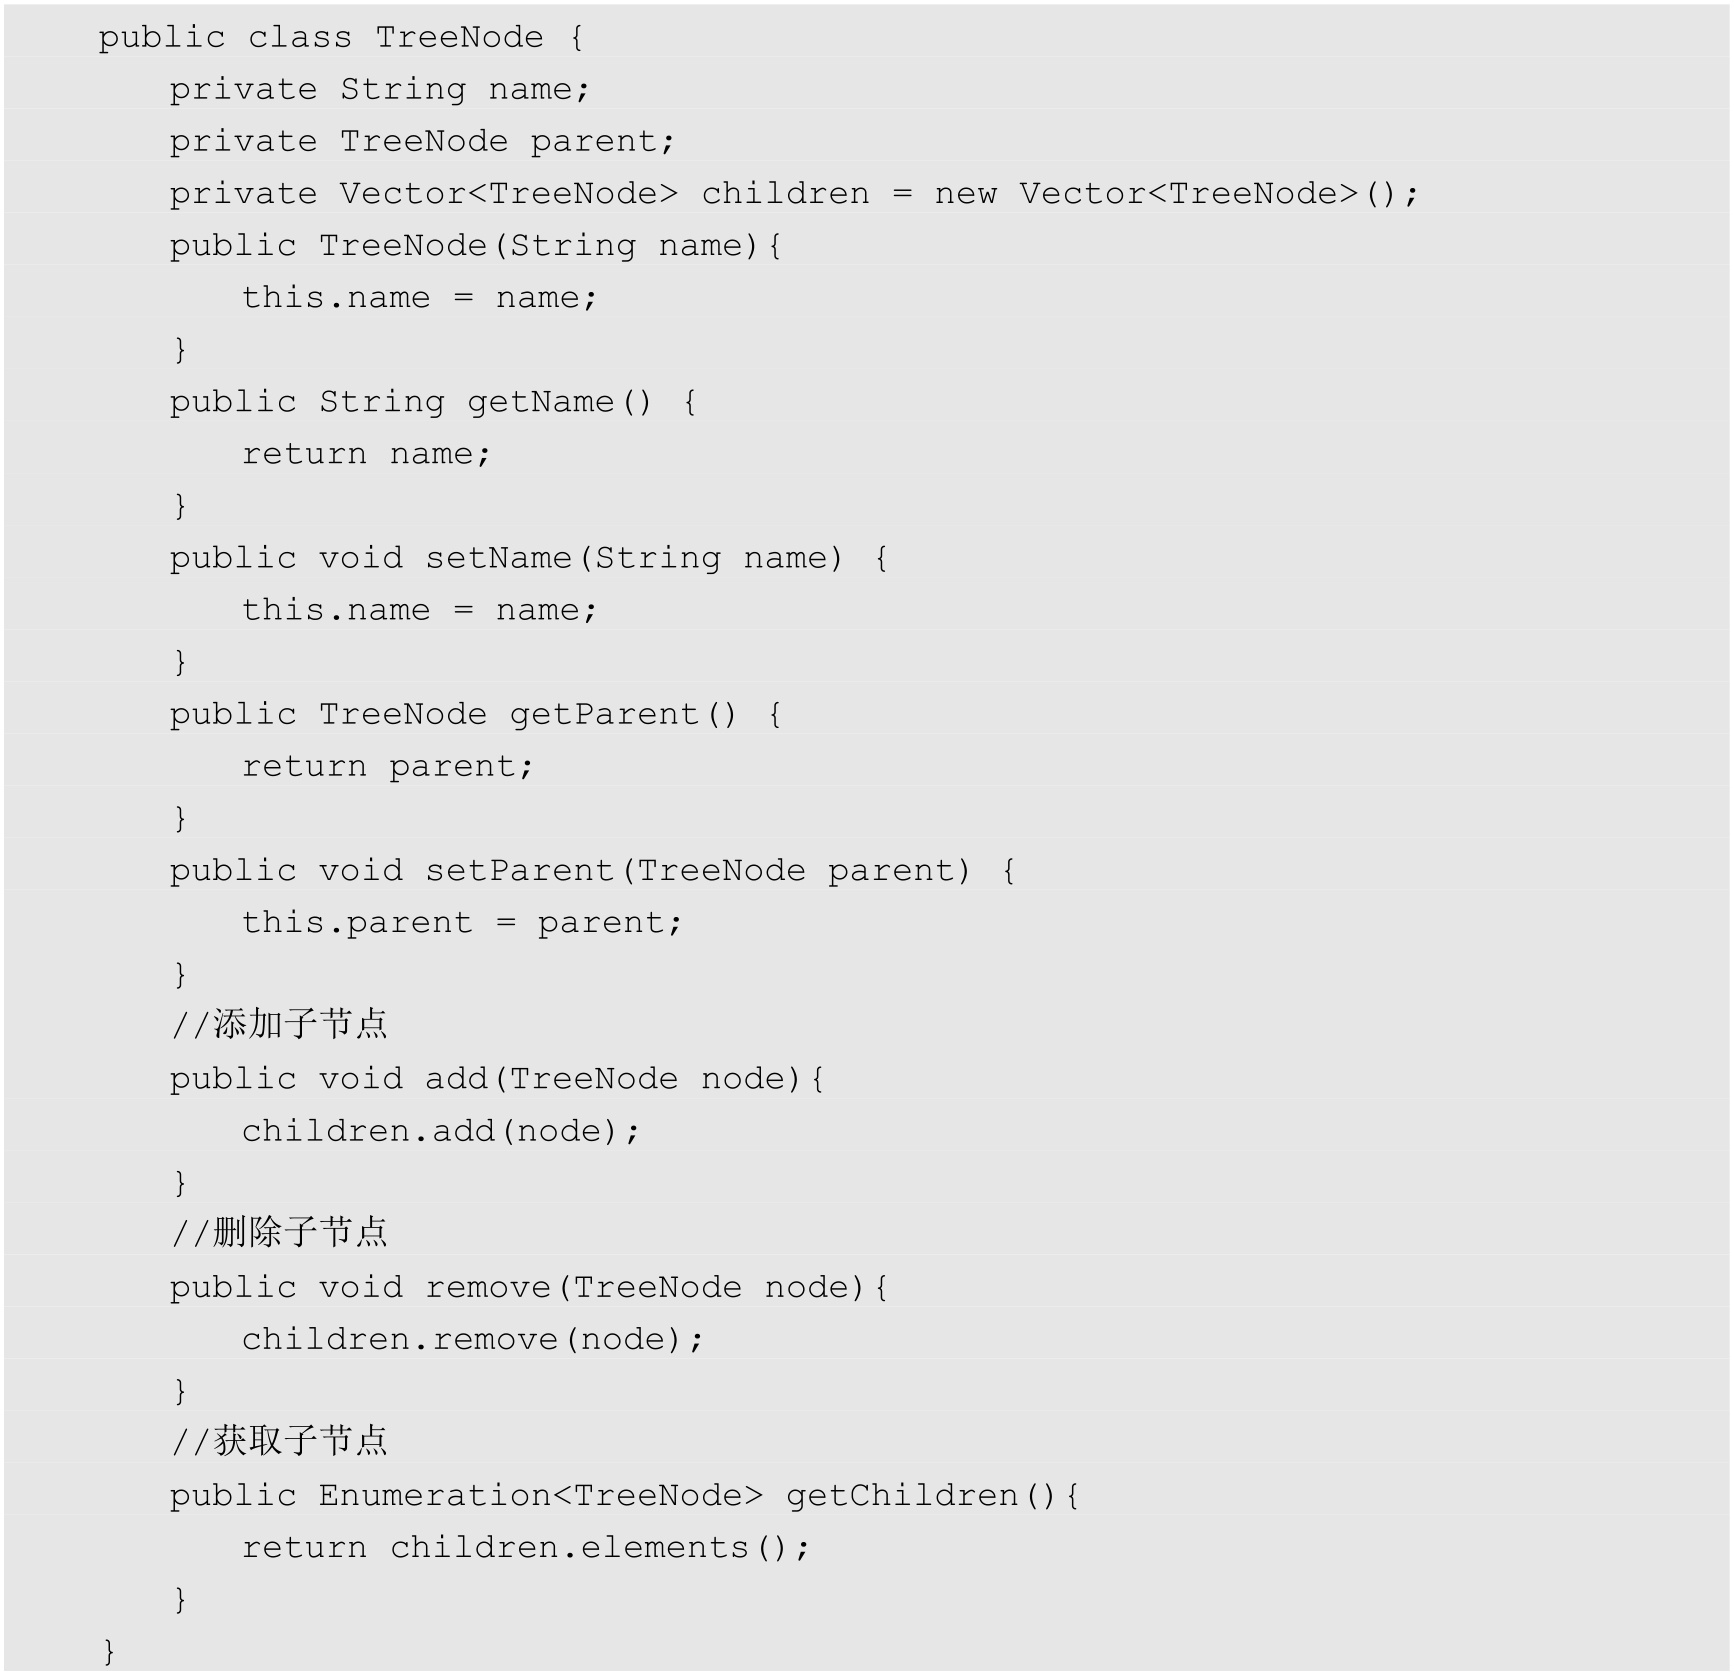 public class TreeNode {
    private String name;
    private TreeNode parent;
    private Vector<TreeNode> children = new Vector<TreeNode>();
    public TreeNode(String name){
        this.name = name;
    }
    public String getName() {
        return name;
    }
    public void setName(String name) {
        this.name = name;
    }
    public TreeNode getParent() {
        return parent;
    }
    public void setParent(TreeNode parent) {
        this.parent = parent;
    }
    //添加子节点
    public void add(TreeNode node){
        children.add(node);
    }
    //删除子节点
    public void remove(TreeNode node){
        children.remove(node);
    }
    //获取子节点
    public Enumeration<TreeNode> getChildren(){
        return children.elements();
    }
}